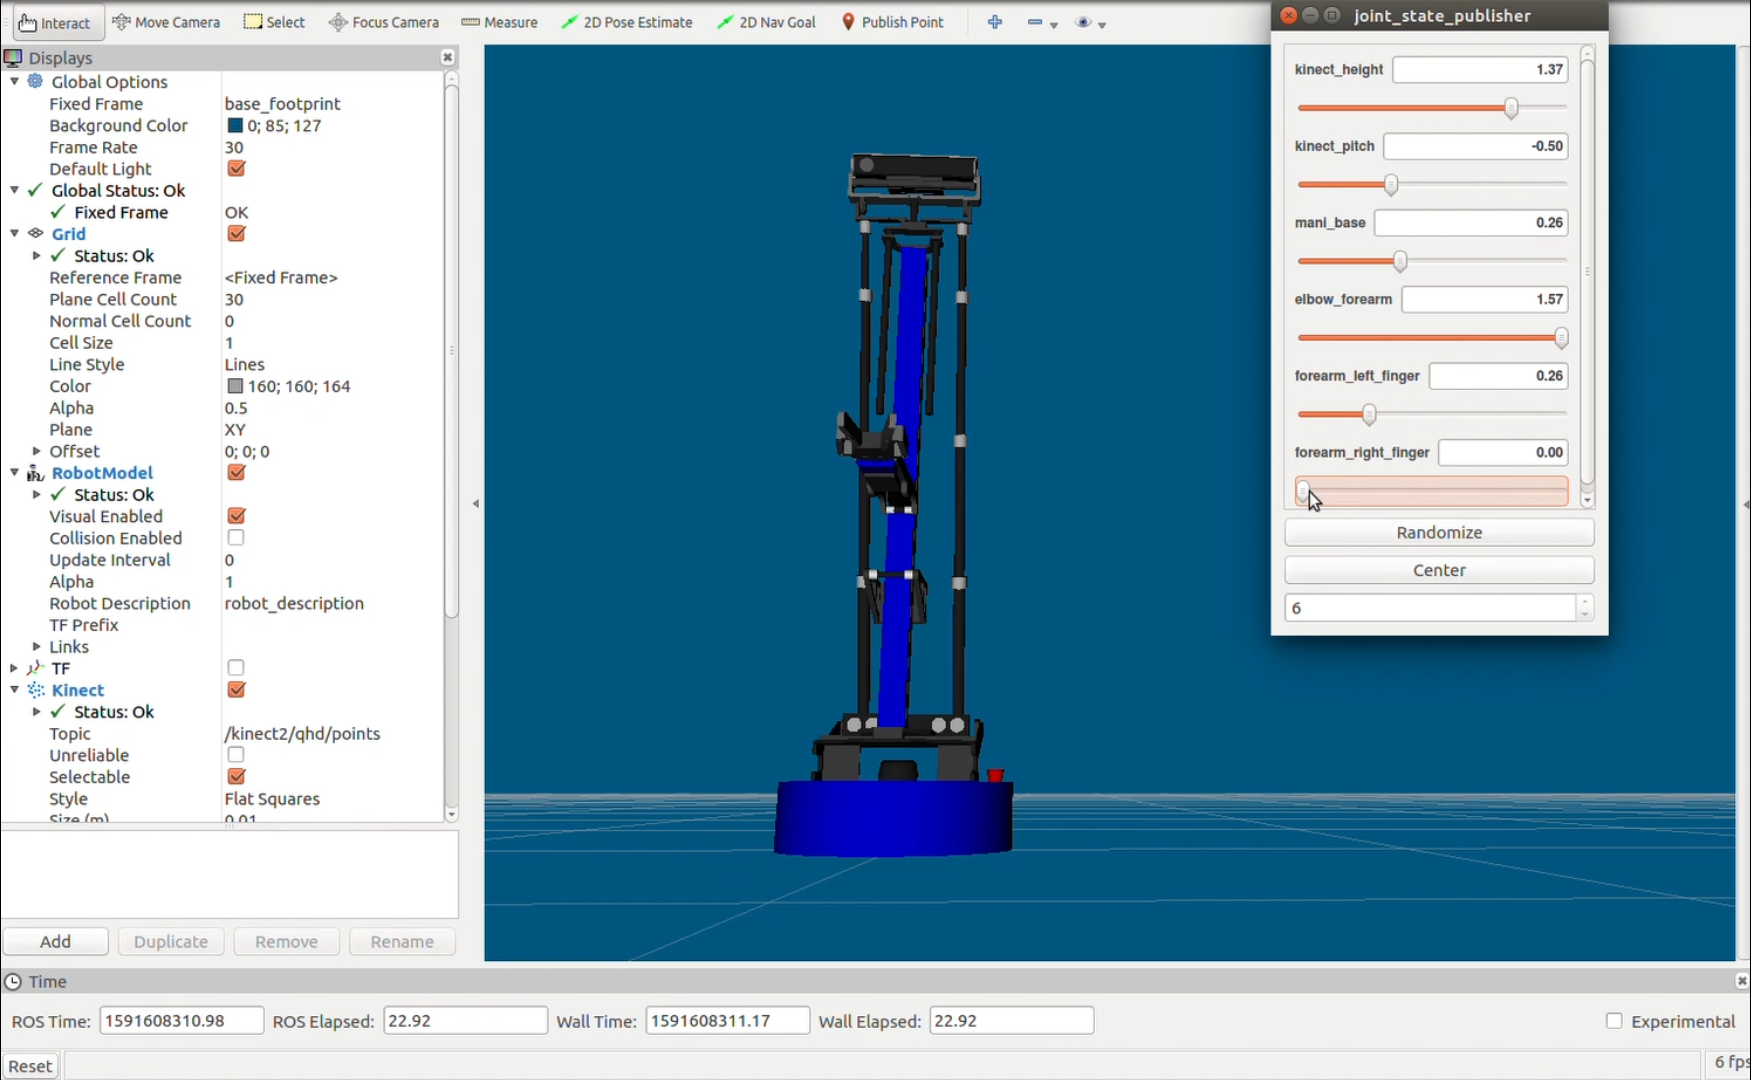 Interact Move Camera Select Focus Camera Measure 2D Pose Estimate 2D Nav Goal Publish Point
joint_state_publisher
Displays
Global Options
Fixed Frame base_footprint
Background Color 0; 85; 127
Frame Rate 30
Default Light
Global Status: Ok
Fixed Frame OK
Grid
Status: Ok
Reference Frame <Fixed Frame>
Plane Cell Count 30
Normal Cell Count 0
Cell Size 1
Line Style Lines
Color 160; 160; 164
Alpha 0.5
Plane XY
Offset 0; 0; 0
RobotModel
Status: Ok
Visual Enabled
Collision Enabled
Update Interval 0
Alpha 1
Robot Description robot_description
TF Prefix
Links
TF
Kinect
Status: Ok
Topic /kinect2/qhd/points
Unreliable
Selectable
Style Flat Squares
Size (m) 0.01
Add Duplicate Remove Rename
kinect_height 1.37
kinect_pitch -0.50
mani_base 0.26
elbow_forearm 1.57
forearm_left_finger 0.26
forearm_right_finger 0.00
Randomize
Center
6
Time
ROS Time: 1591608310.98 ROS Elapsed: 22.92 Wall Time: 1591608311.17 Wall Elapsed: 22.92 Experimental
Reset 6 fps